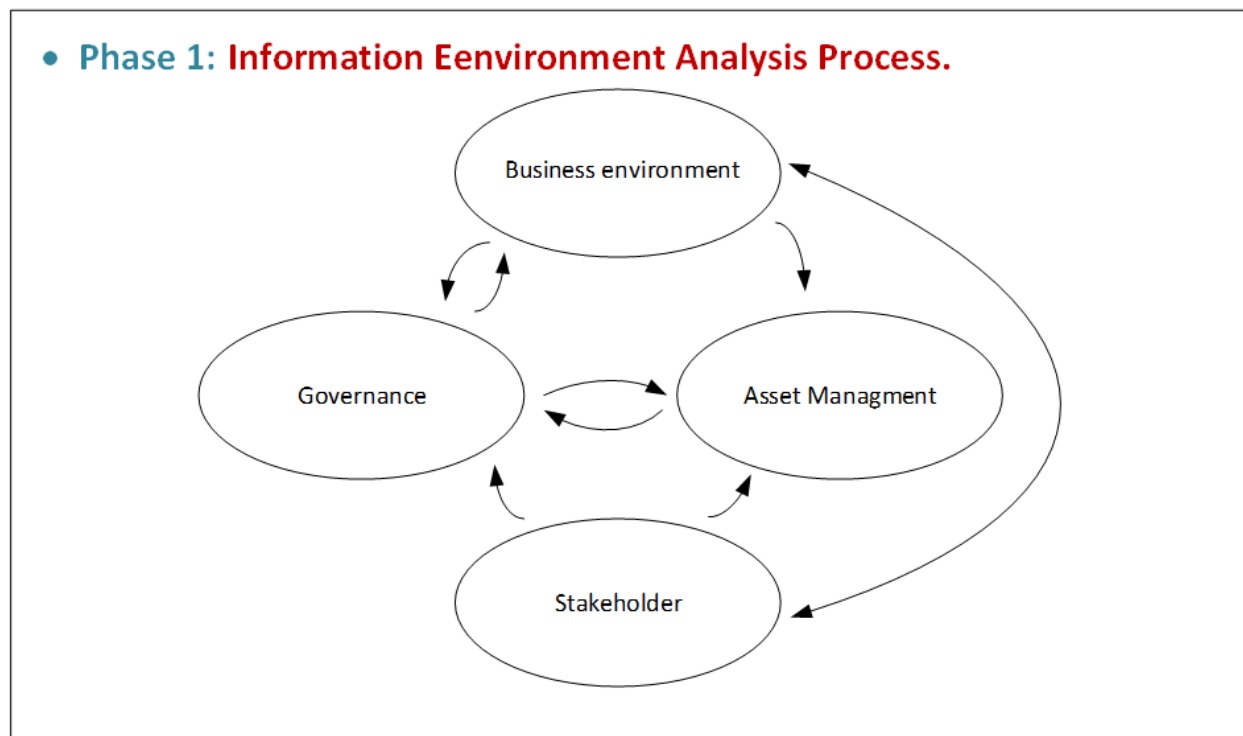 • Phase 1: Information Eenvironment Analysis Process.
Business environment
Governance
Asset Managment
Stakeholder